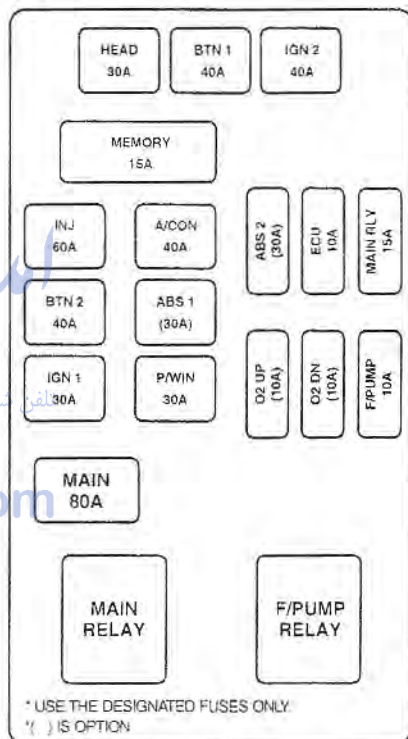 HEAD
30A
BTN 1
40A
IGN 2
40A
MEMORY
15A
INJ
60A
A/CON
40A
BTN 2
40A
ABS 1
(30A)
IGN 1
30A
P/WIN
30A
ABS 2
(30A)
ECU
10A
MAIN RLY
15A
O2 UP
(10A)
O2 DN
(10A)
F/PUMP
10A
MAIN
80A
MAIN
RELAY
F/PUMP
RELAY
* USE THE DESIGNATED FUSES ONLY.
*( ) IS OPTION
om